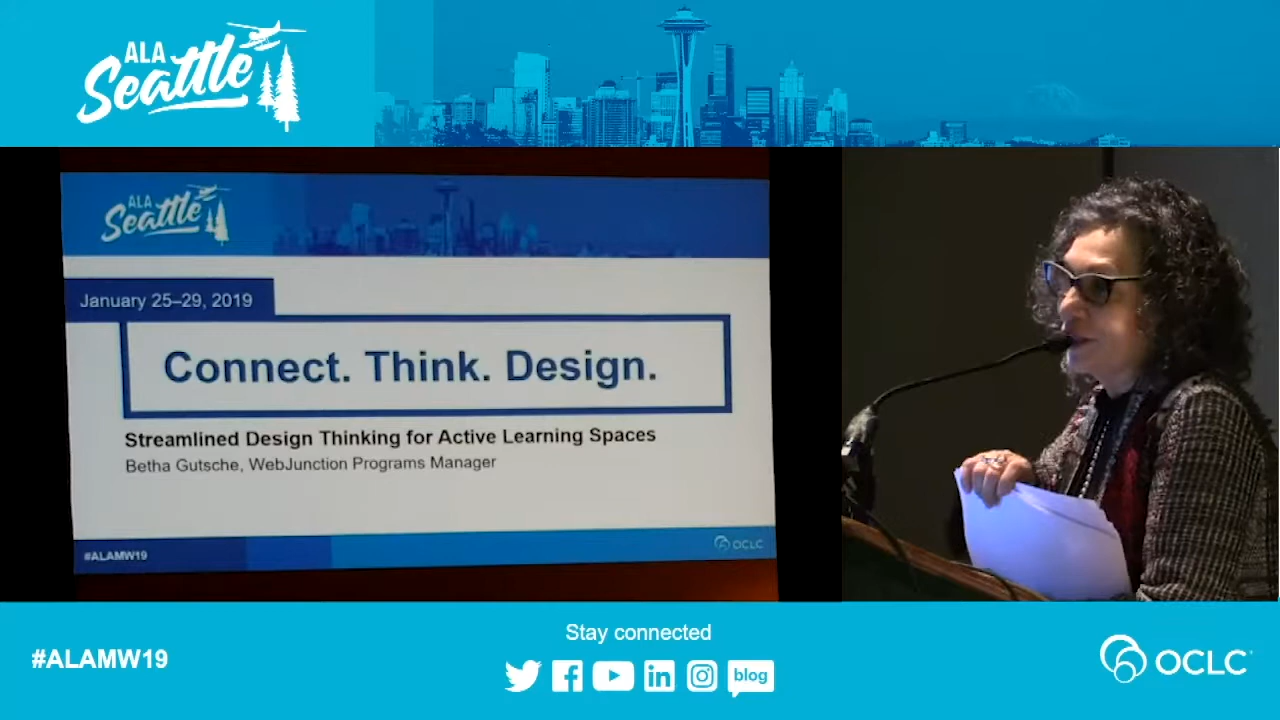 ALA
Seattle
ALA
Seattle
January 25–29, 2019
Connect. Think. Design.
Streamlined Design Thinking for Active Learning Spaces
Betha Gutsche, WebJunction Programs Manager
#ALAMW19
OCLC
Stay connected
#ALAMW19
blog
OCLC